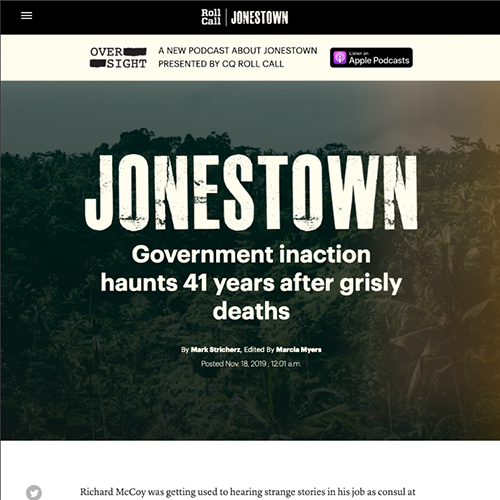 Roll Call | JONESTOWN
OVER SIGHT
A NEW PODCAST ABOUT JONESTOWN
PRESENTED BY CQ ROLL CALL
Listen on
Apple Podcasts
JONESTOWN
Government inaction
haunts 41 years after grisly
deaths
By Mark Stricherz, Edited By Marcia Myers
Posted Nov. 18, 2019 ; 12:01 a.m.
Richard McCoy was getting used to hearing strange stories in his job as consul at